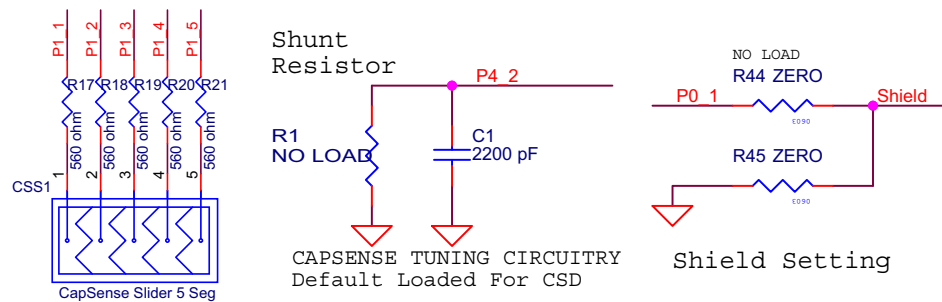 P1_1
P1_2
P1_3
P1_4
P1_5
R17
R18
R19
R20
R21
560 ohm
560 ohm
560 ohm
560 ohm
560 ohm
1
2
3
4
5
CSS1
CapSense Slider 5 Seg
Shunt
Resistor
P4_2
R1
NO LOAD
C1
2200 pF
CAPSENSE TUNING CIRCUITRY
Default Loaded For CSD
NO LOAD
R44 ZERO
P0_1
Shield
0603
R45 ZERO
0603
Shield Setting